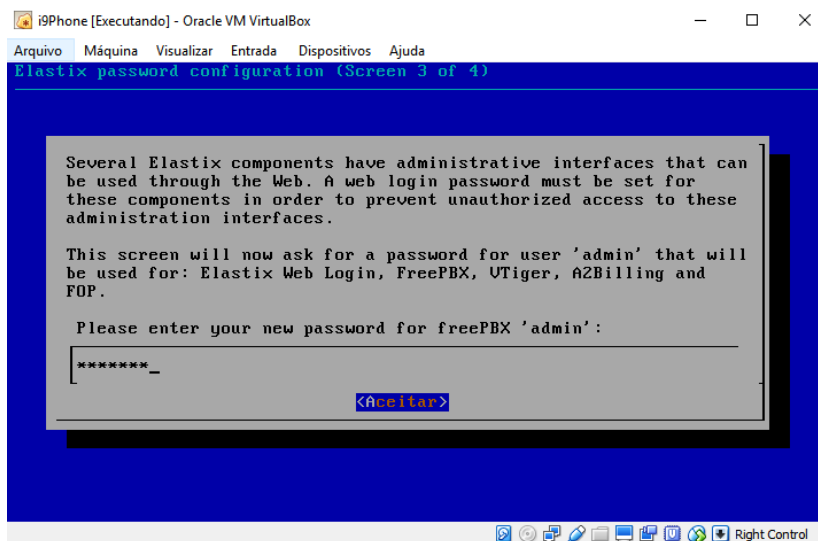 i9Phone [Executando] - Oracle VM VirtualBox
Arquivo Máquina Visualizar Entrada Dispositivos Ajuda
Elastix password configuration (Screen 3 of 4)
Several Elastix components have administrative interfaces that can
be used through the Web. A web login password must be set for
these components in order to prevent unauthorized access to these
administration interfaces.
This screen will now ask for a password for user 'admin' that will
be used for: Elastix Web Login, FreePBX, VTiger, A2Billing and
FOP.
Please enter your new password for freePBX 'admin':
*******_
<Aceitar>
Right Control